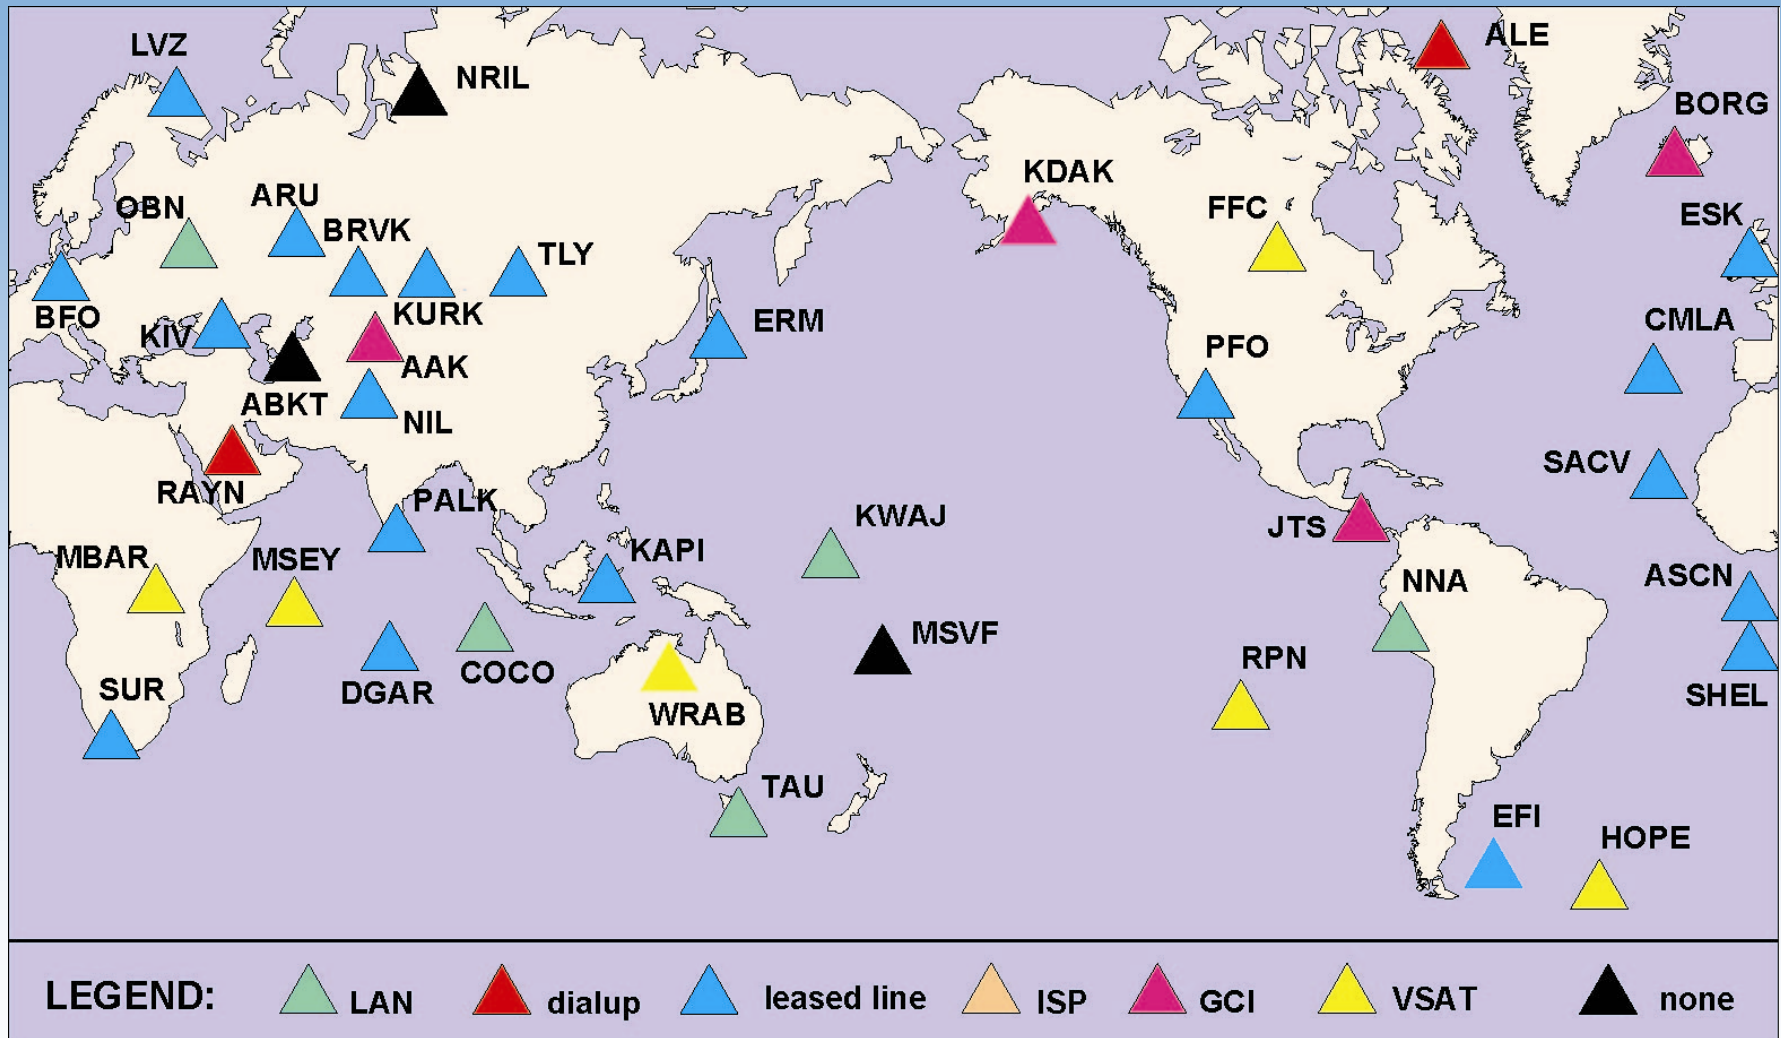 LVZ
NRIL
ALE
BORG
KDAK
OBN
ARU
BRVK
FFC
ESK
TLY
BFO
KIV
KURK
ERM
CMLA
AAK
PFO
ABKT
NIL
SACV
RAYN
PALK
KWAJ
JTS
MBAR
MSEY
KAPI
NNA
ASCN
MSVF
RPN
SUR
DGAR
COCO
SHEL
WRAB
TAU
EFI
HOPE
LEGEND: LAN dialup leased line ISP GCI VSAT none